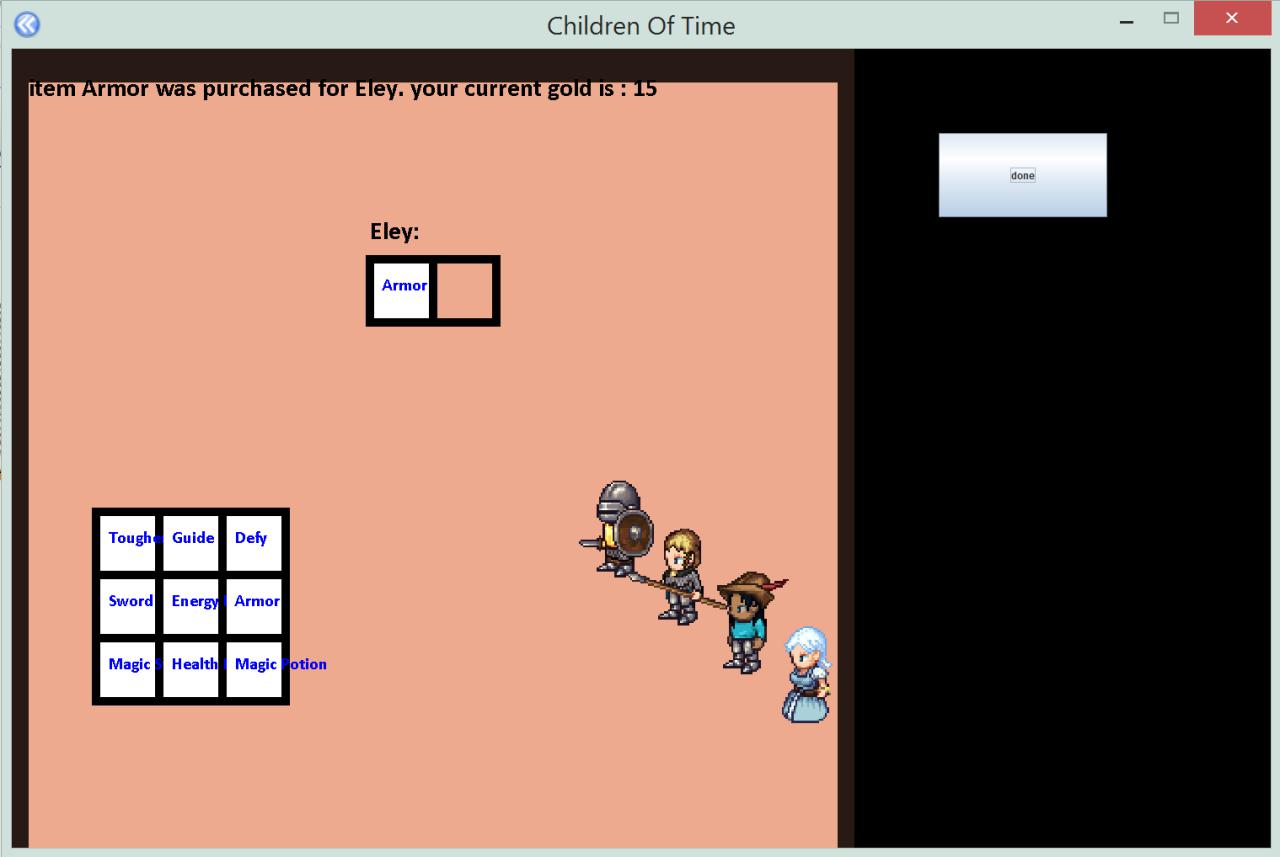 Children Of Time
item Armor was purchased for Eley. your current gold is : 15
done
Eley:
Armor
Guide Defy
Sword Energy Armor
Magic Health Magic Potion